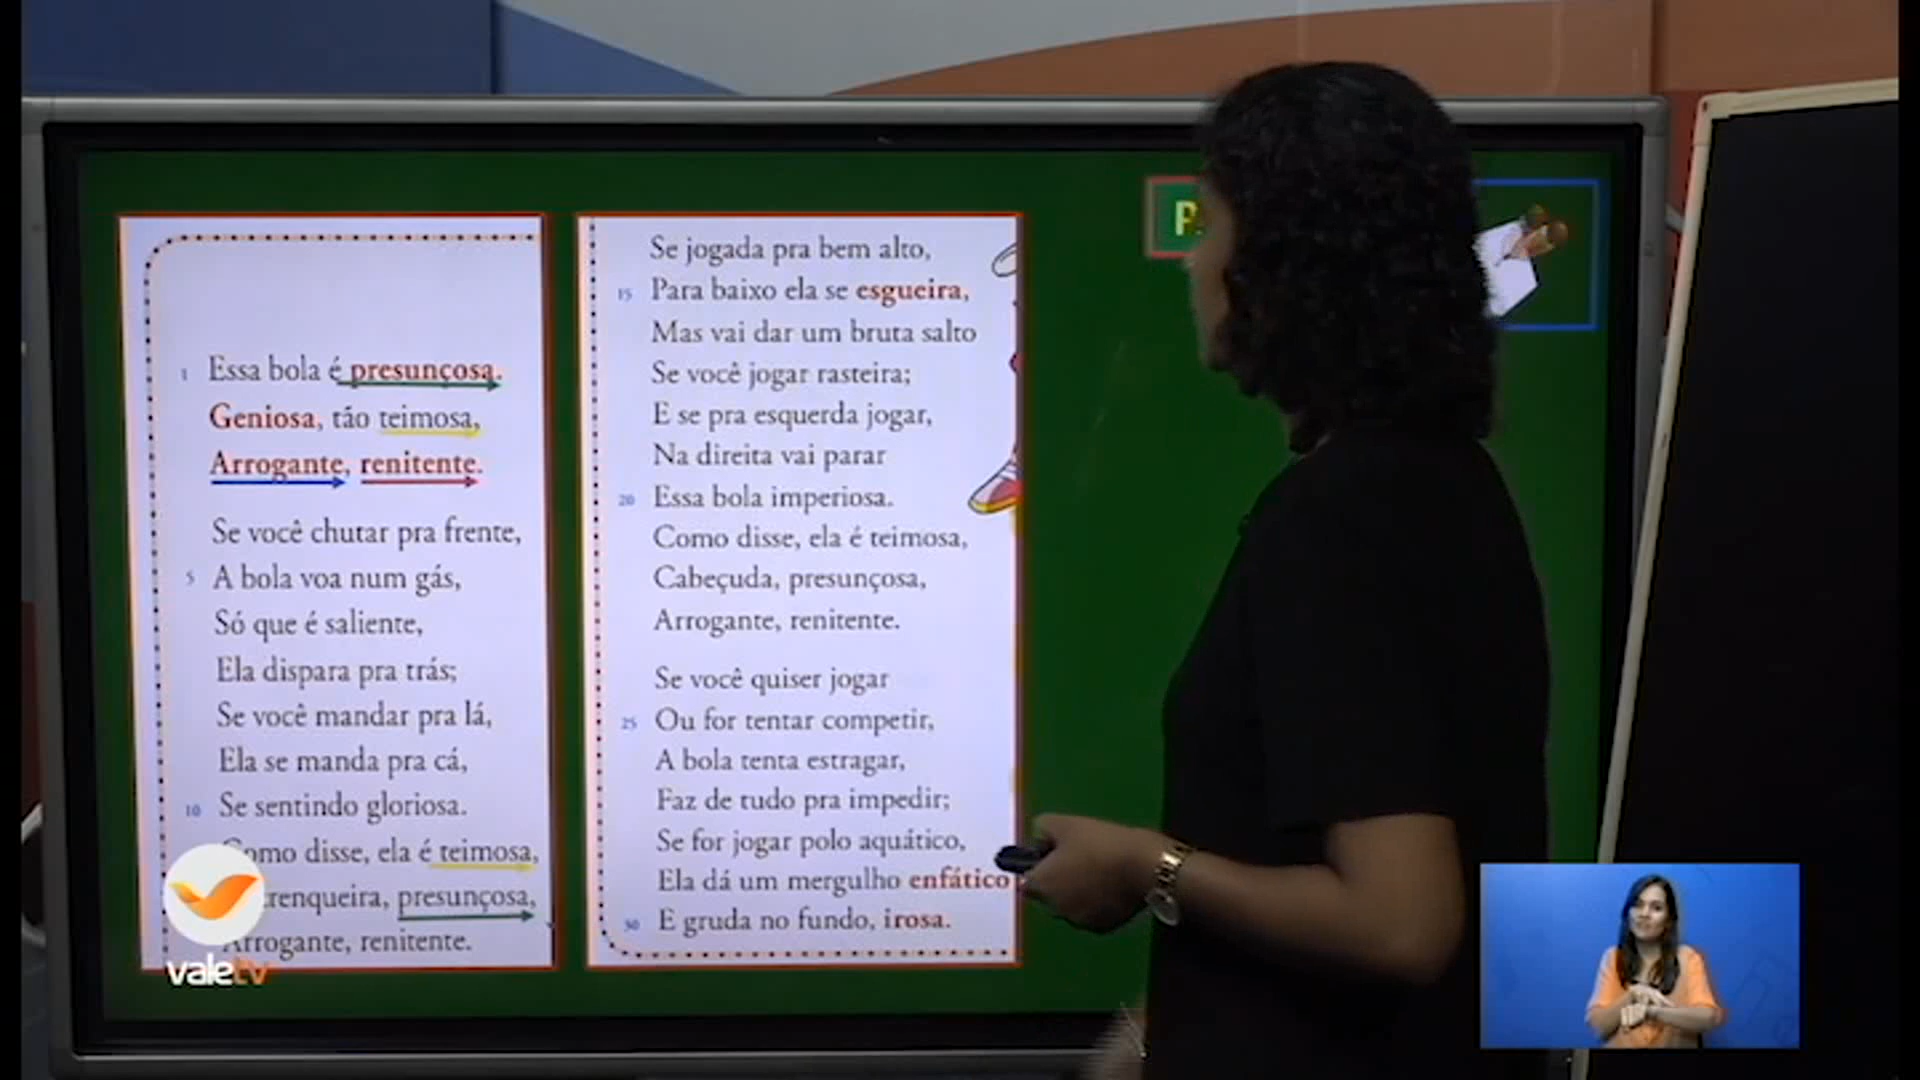 1 Essa bola é presunçosa.
Geniosa, tão teimosa,
Arrogante, renitente.
Se você chutar pra frente,
5 A bola voa num gás,
Só que é saliente,
Ela dispara pra trás;
Se você mandar pra lá,
Ela se manda pra cá,
10 Se sentindo gloriosa.
Como disse, ela é teimosa,
presunçosa,
Arrogante, renitente.
Se jogada pra bem alto,
15 Para baixo ela se esgueira,
Mas vai dar um bruta salto
Se você jogar rasteira;
E se pra esquerda jogar,
Na direita vai parar
20 Essa bola imperiosa.
Como disse, ela é teimosa,
Cabeçuda, presunçosa,
Arrogante, renitente.
Se você quiser jogar
25 Ou for tentar competir,
A bola tenta estragar,
Faz de tudo pra impedir;
Se for jogar polo aquático,
Ela dá um mergulho enfático
30 E gruda no fundo, irosa.
valetv